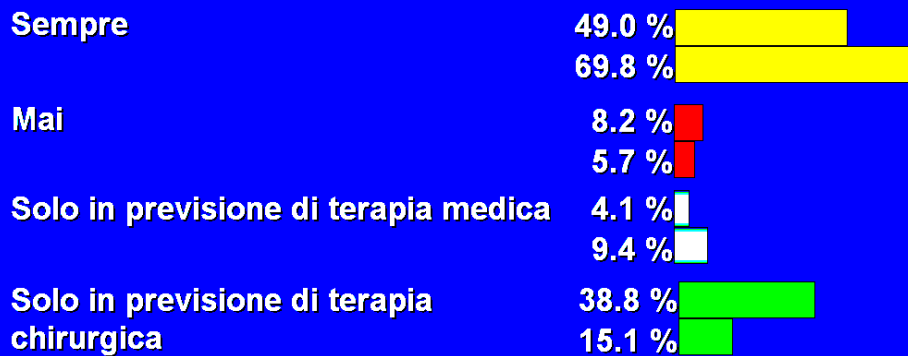 Sempre 49.0 %
69.8 %
Mai 8.2 %
5.7 %
Solo in previsione di terapia medica 4.1 %
9.4 %
Solo in previsione di terapia 38.8 %
chirurgica 15.1 %